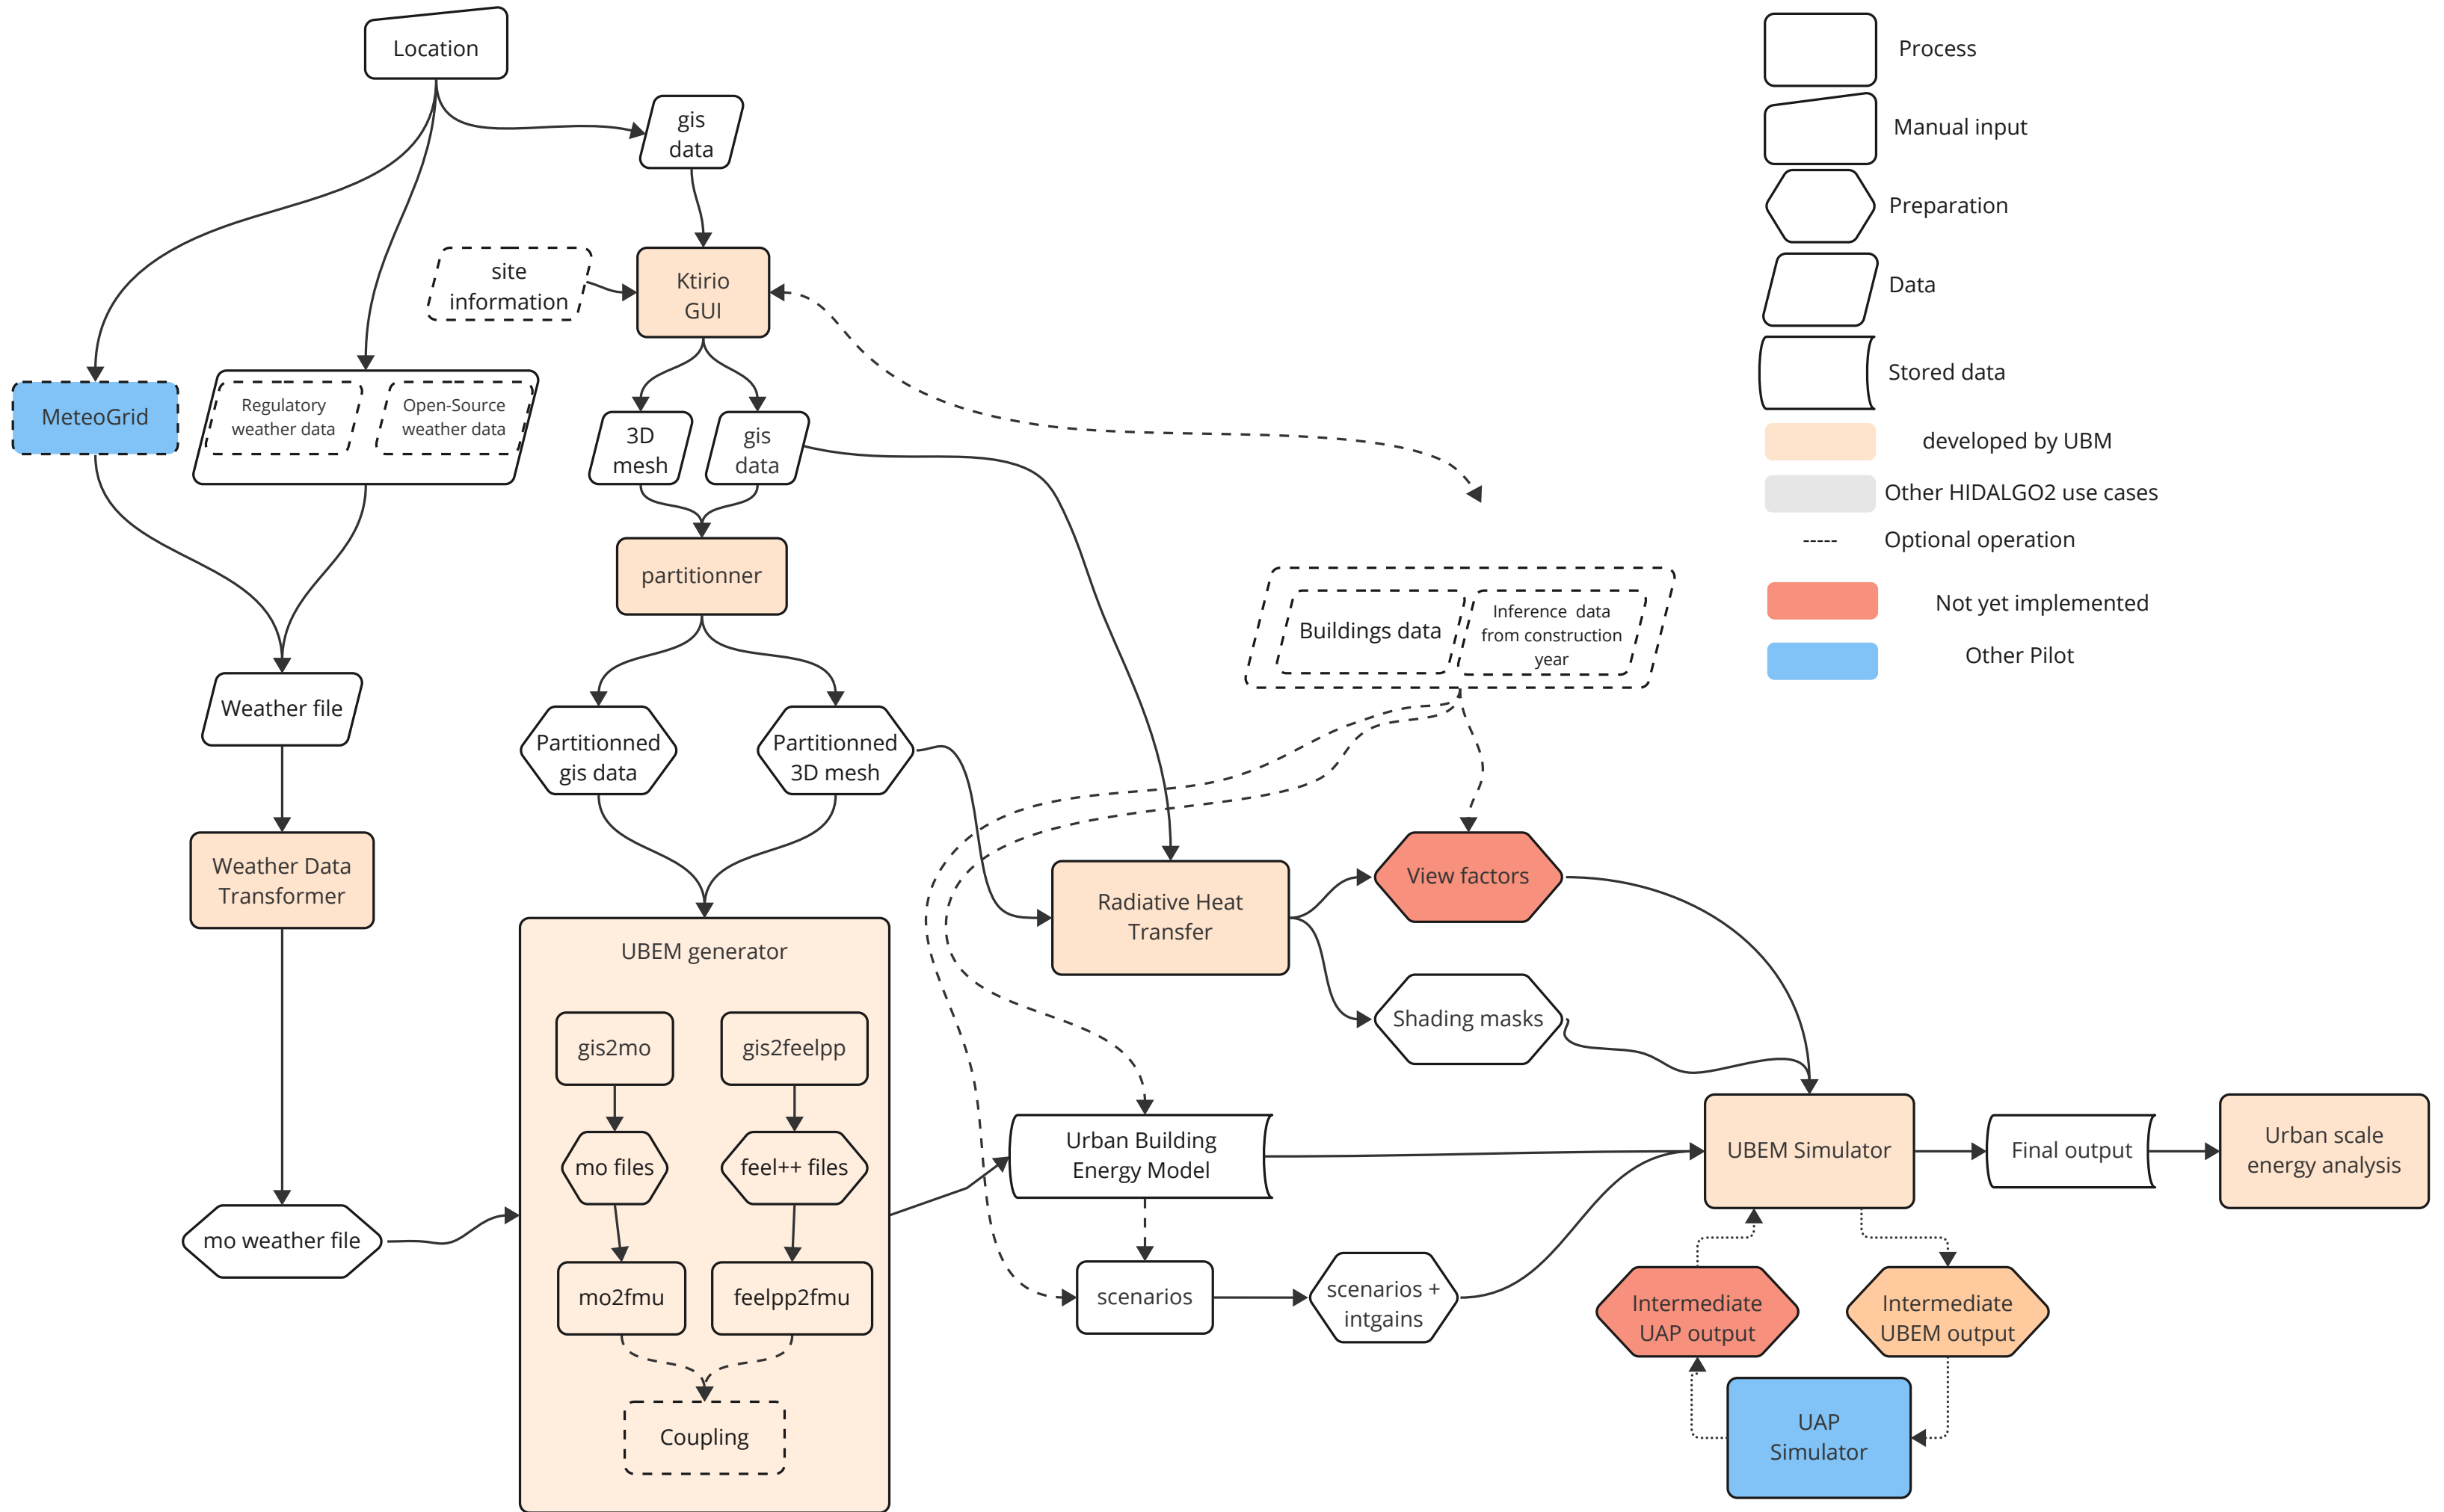 Location
gis
data
site
information
Ktirio
GUI
MeteoGrid
Regulatory
weather data
Open-Source
weather data
3D
mesh
gis
data
partitionner
Weather file
Partitionned
gis data
Partitionned
3D mesh
Weather Data
Transformer
mo weather file
UBEM generator
gis2mo
gis2feelpp
mo files
feel++ files
mo2fmu
feelpp2fmu
Coupling
Buildings data
Inference data
from construction
year
Radiative Heat
Transfer
View factors
Shading masks
Urban Building
Energy Model
scenarios
scenarios +
intgains
UBEM Simulator
Final output
Urban scale
energy analysis
Intermediate
UAP output
Intermediate
UBEM output
UAP
Simulator
Process
Manual input
Preparation
Data
Stored data
developed by UBM
Other HIDALGO2 use cases
----- Optional operation
Not yet implemented
Other Pilot